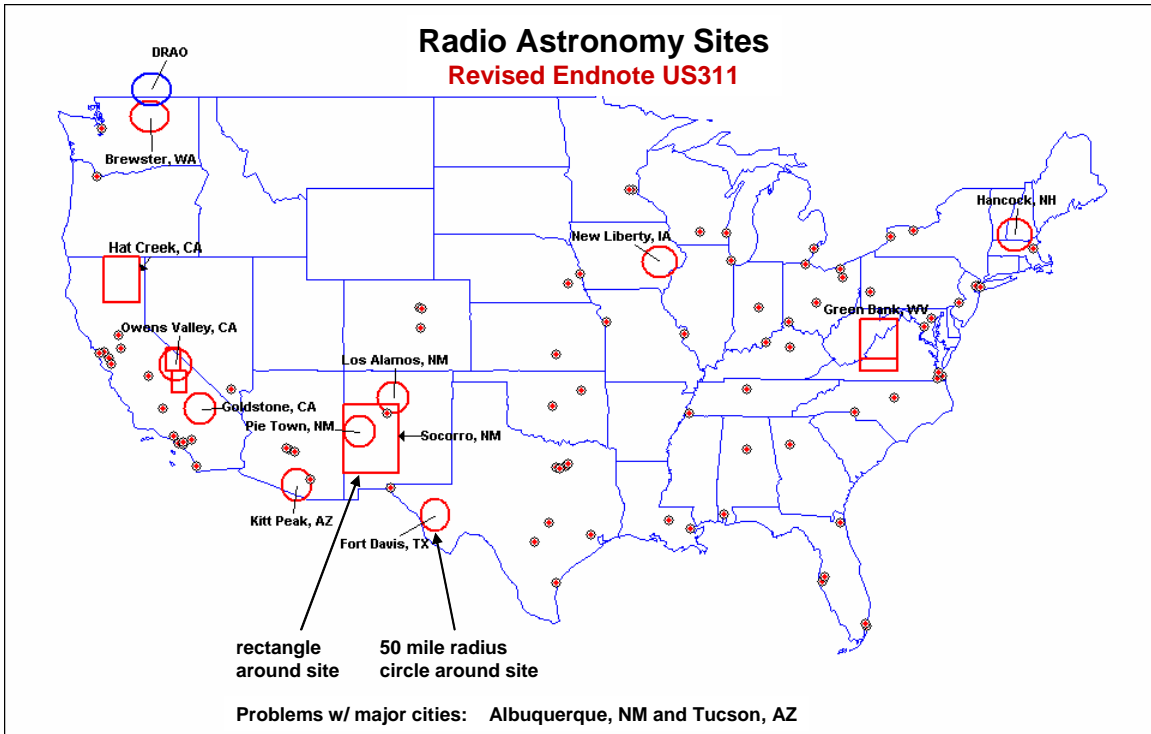 Radio Astronomy Sites
Revised Endnote US311
DRAO
Brewster, WA
Hancock, NH
Hat Creek, CA
New Liberty, IA
Green Bank, WV
Owens Valley, CA
Los Alamos, NM
Goldstone, CA
Pie Town, NM
Socorro, NM
Kitt Peak, AZ
Fort Davis, TX
rectangle
around site
50 mile radius
circle around site
Problems w/ major cities: Albuquerque, NM and Tucson, AZ